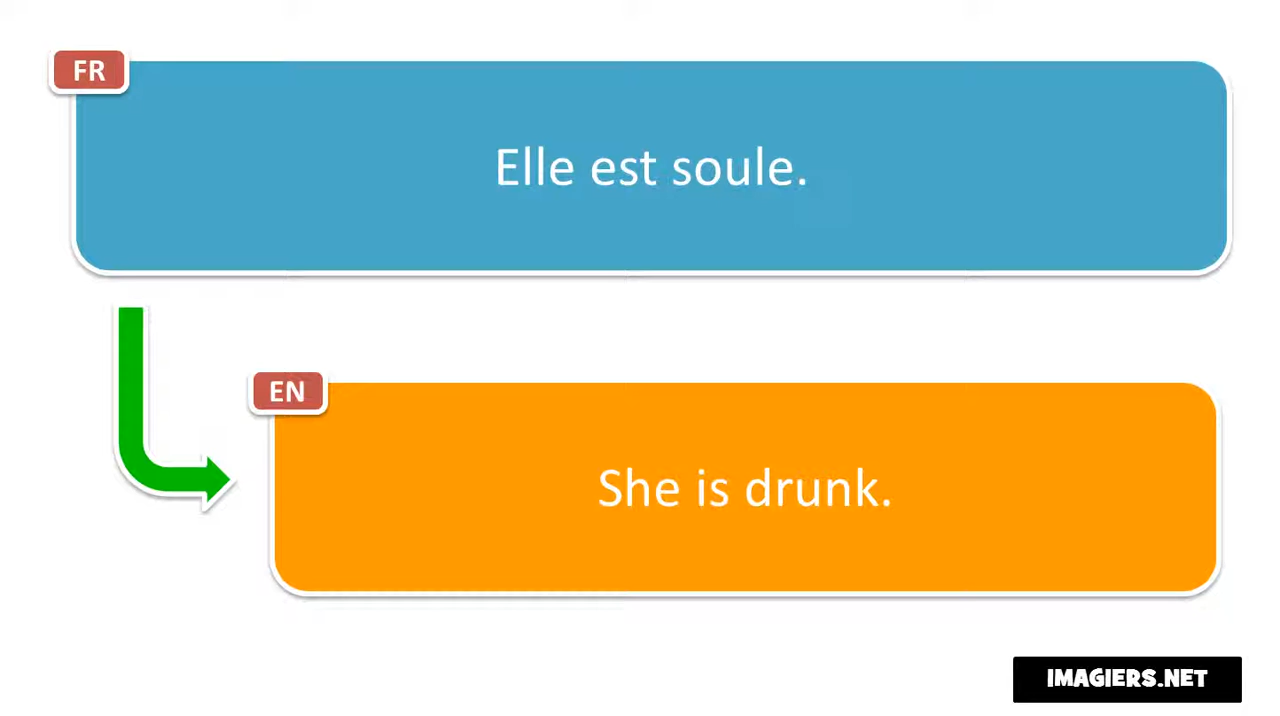 FR
Elle est soule.
EN
She is drunk.
IMAGIERS.NET